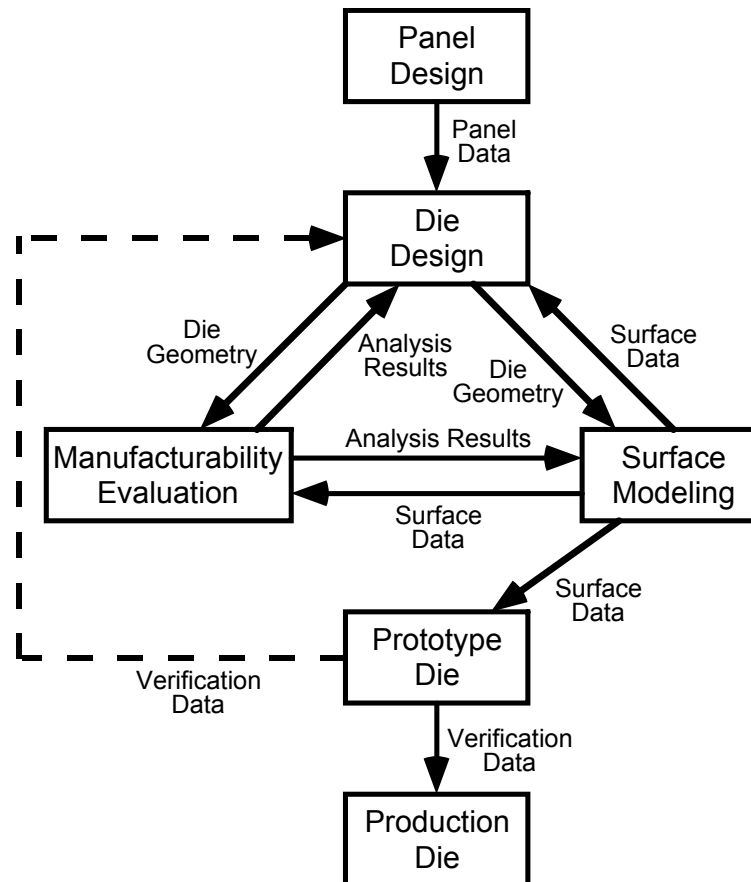 Panel
Design
Panel
Data
Die
Design
Die
Geometry
Analysis
Results
Die
Geometry
Surface
Data
Manufacturability
Evaluation
Analysis Results
Surface
Data
Surface
Modeling
Surface
Data
Prototype
Die
Verification
Data
Verification
Data
Production
Die